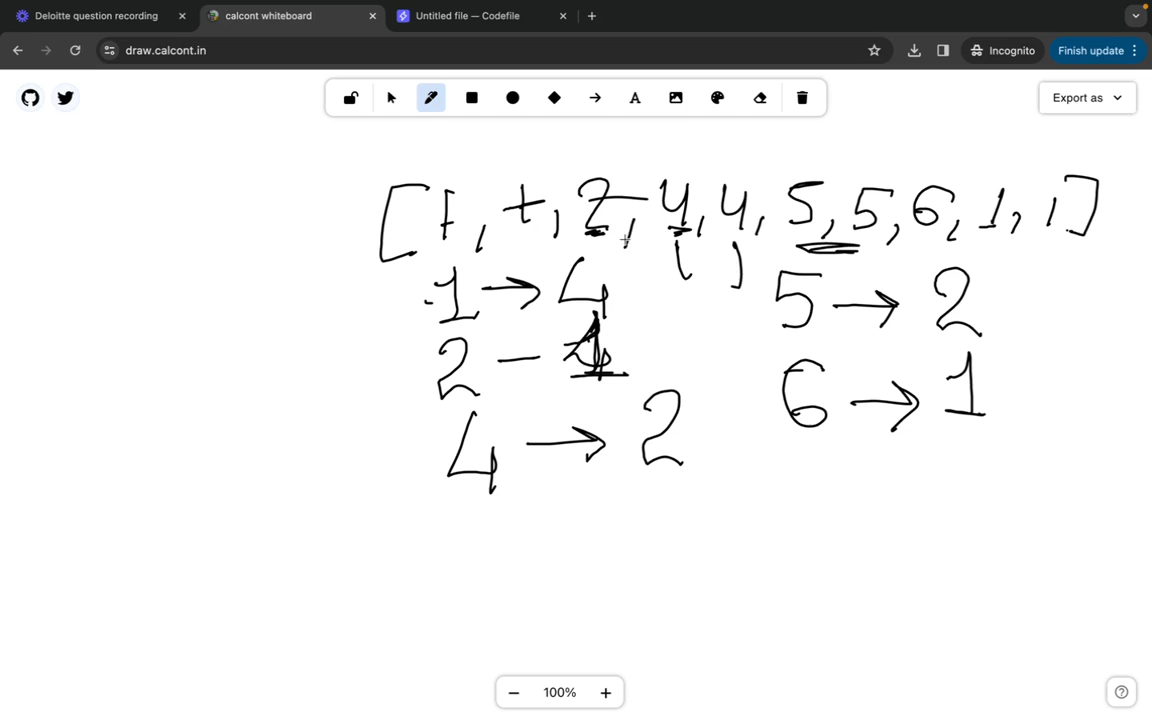 Deloitte question recording
calcont whiteboard
Untitled file — Codefile
draw.calcont.in
Incognito
Finish update
A
Export as
[1, 1, 2, 4, 4, 5, 5, 6, 1, 1]
1 → 4
5 → 2
2 – 1
6 → 1
4 → 2
100%